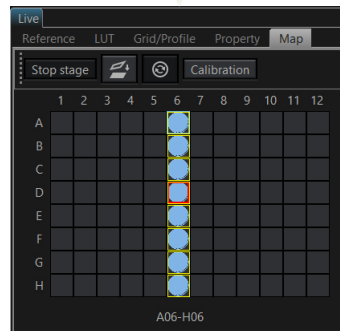 Live
Reference LUT Grid/Profile Property Map
Stop stage Calibration
1 2 3 4 5 6 7 8 9 10 11 12
A
B
C
D
E
F
G
H
A06-H06